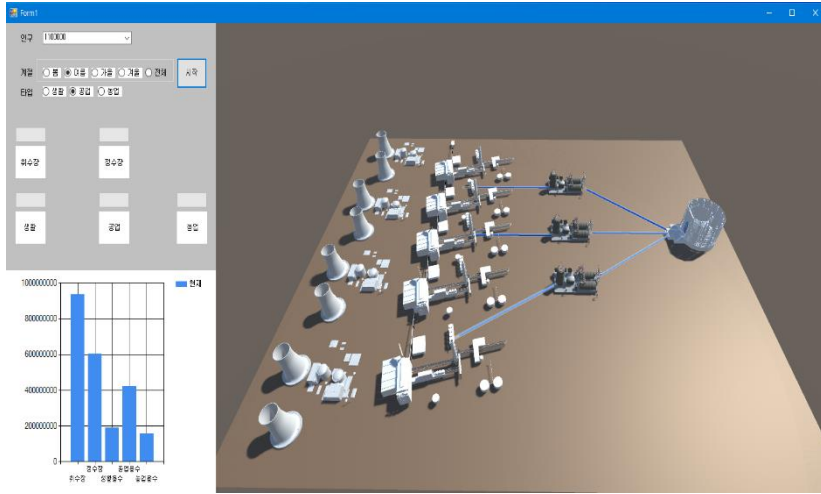 Form1
인구 1100000
계절 봄 여름 가을 겨울 전체 시작
타입 생활 공업 농업
취수장 정수장
생활 공업 농업
현재
1000000000
800000000
600000000
400000000
200000000
0
정수장 공업용수
취수장 생활용수 농업용수